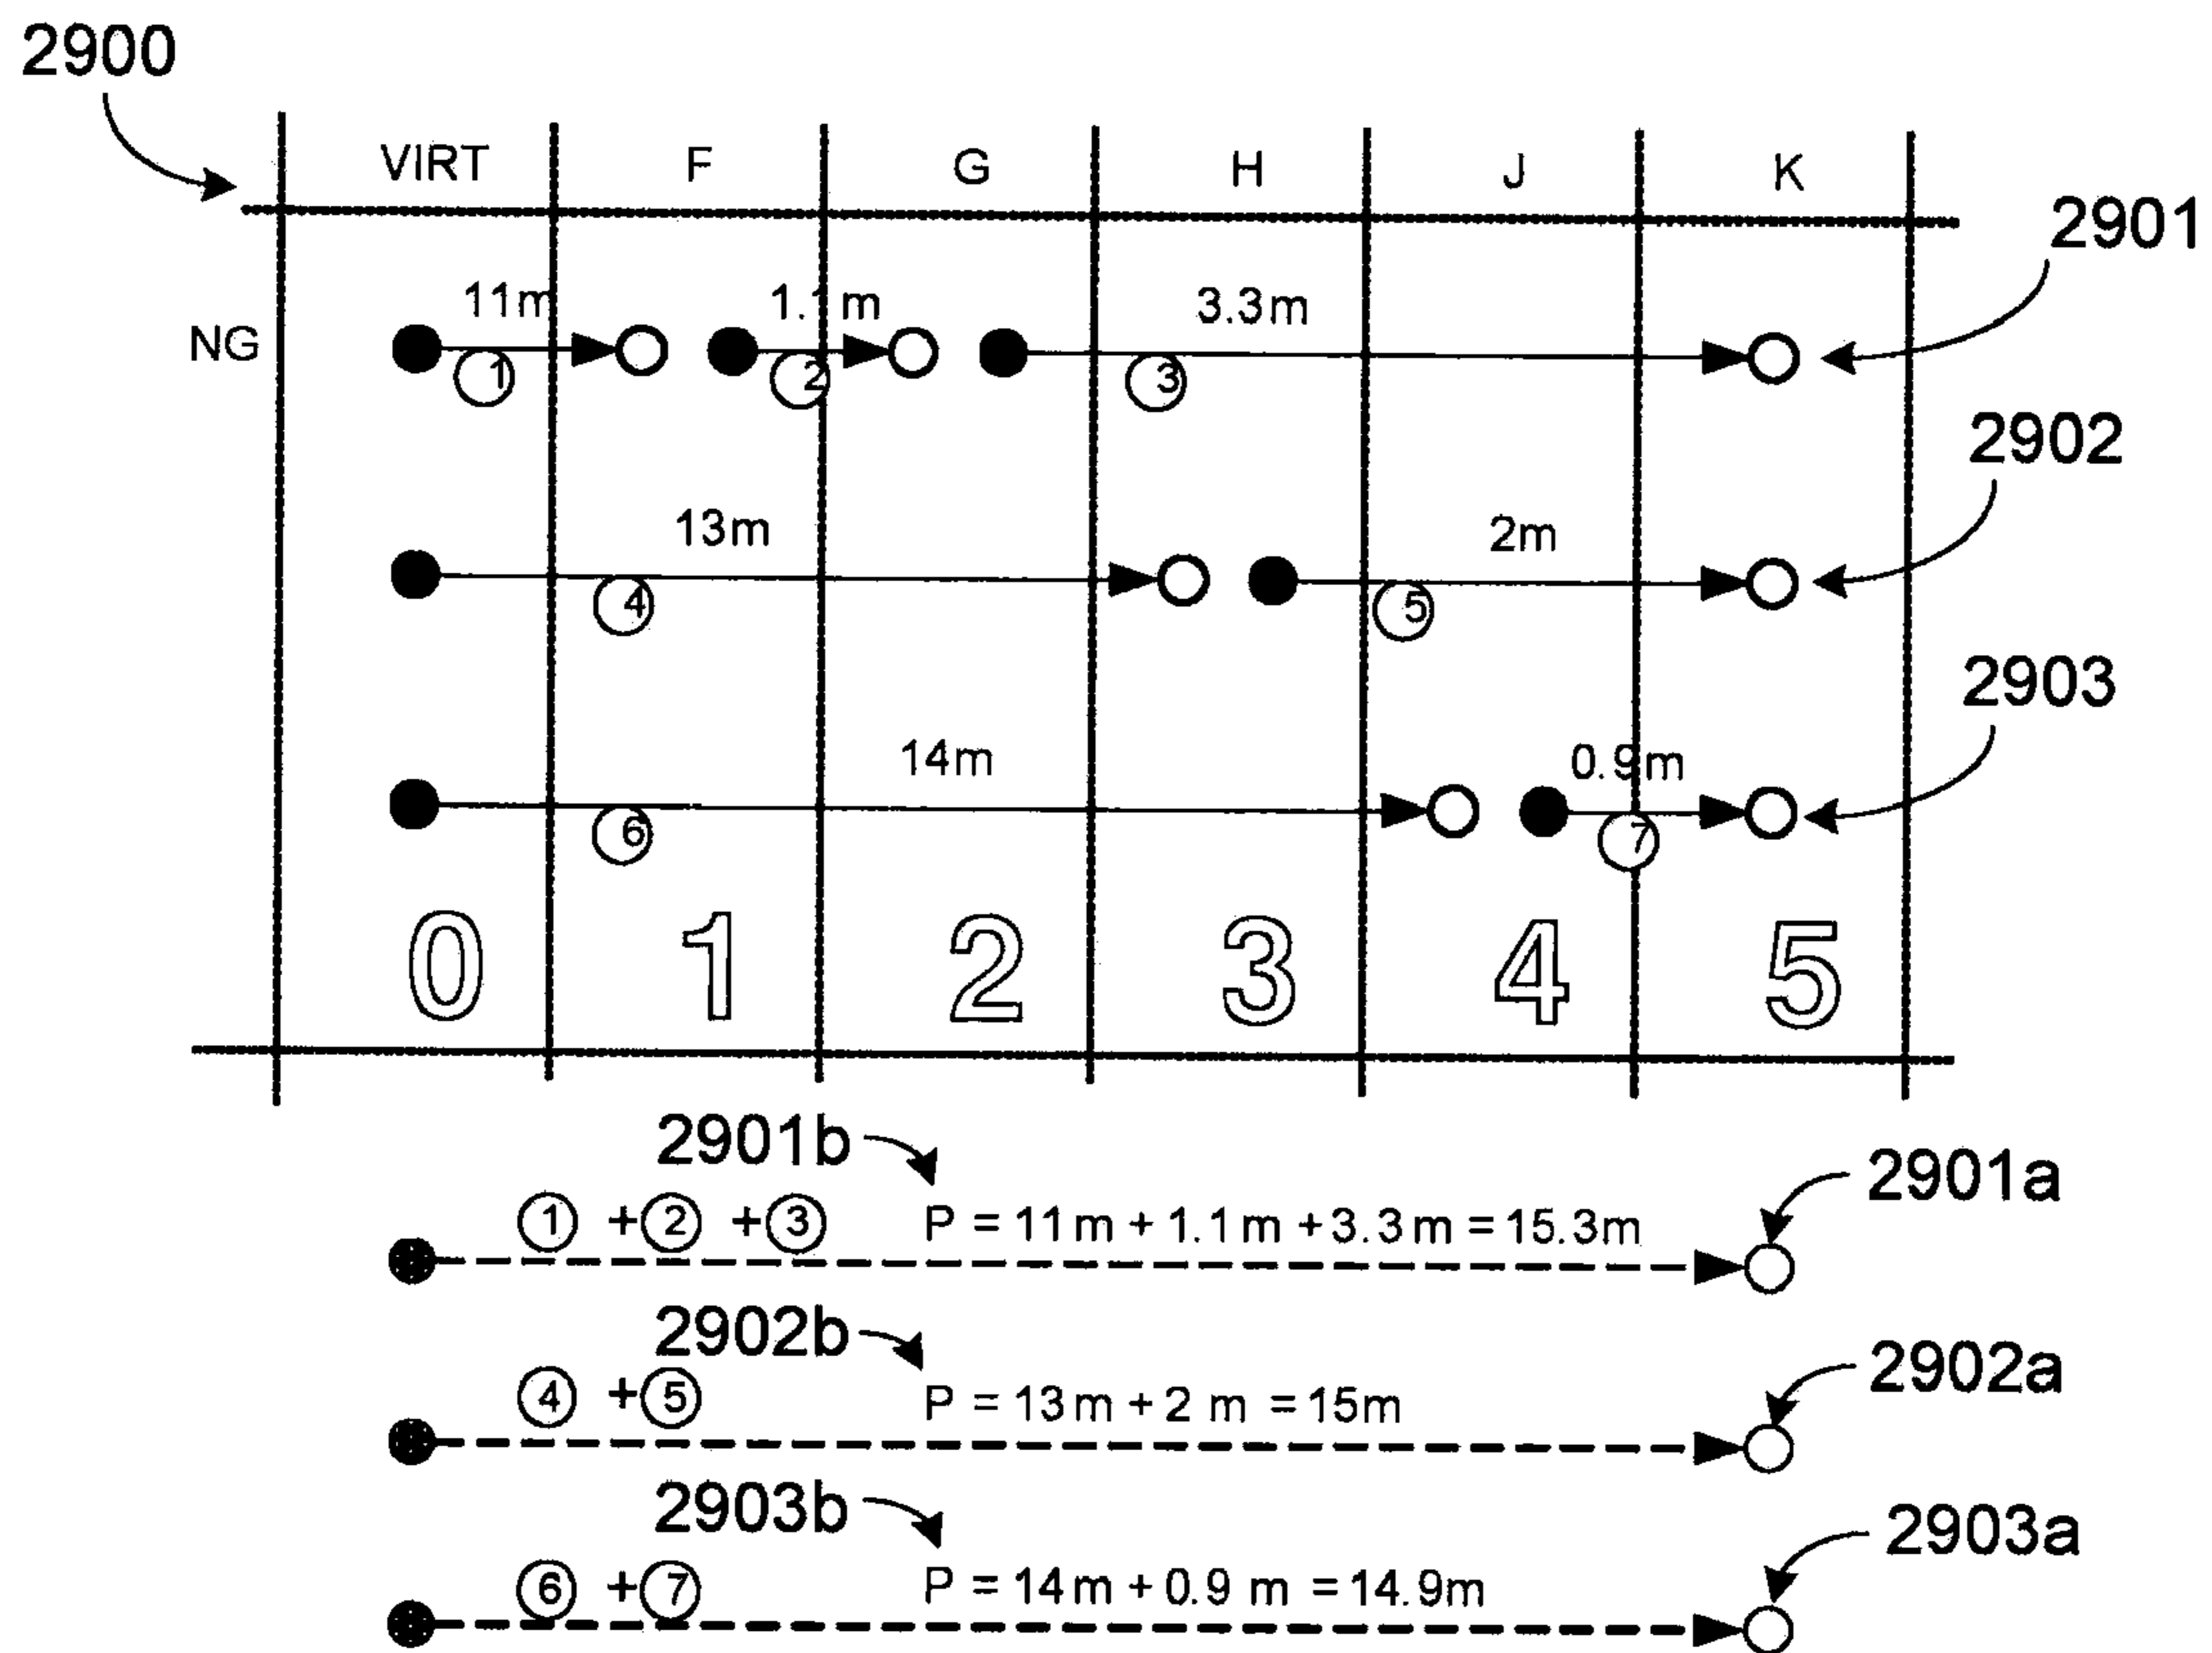 2900
VIRT F G H J K
2901
11m 1.1 m 3.3m
NG
1 2 3
2902
13m 2m
4 5
2903
14m 0.9m
6 7
0 1 2 3 4 5
2901b
2901a
1 + 2 + 3 P = 11 m + 1.1 m + 3.3 m = 15.3m
2902b
2902a
4 + 5 P = 13 m + 2 m = 15m
2903b
2903a
6 + 7 P = 14 m + 0.9 m = 14.9m